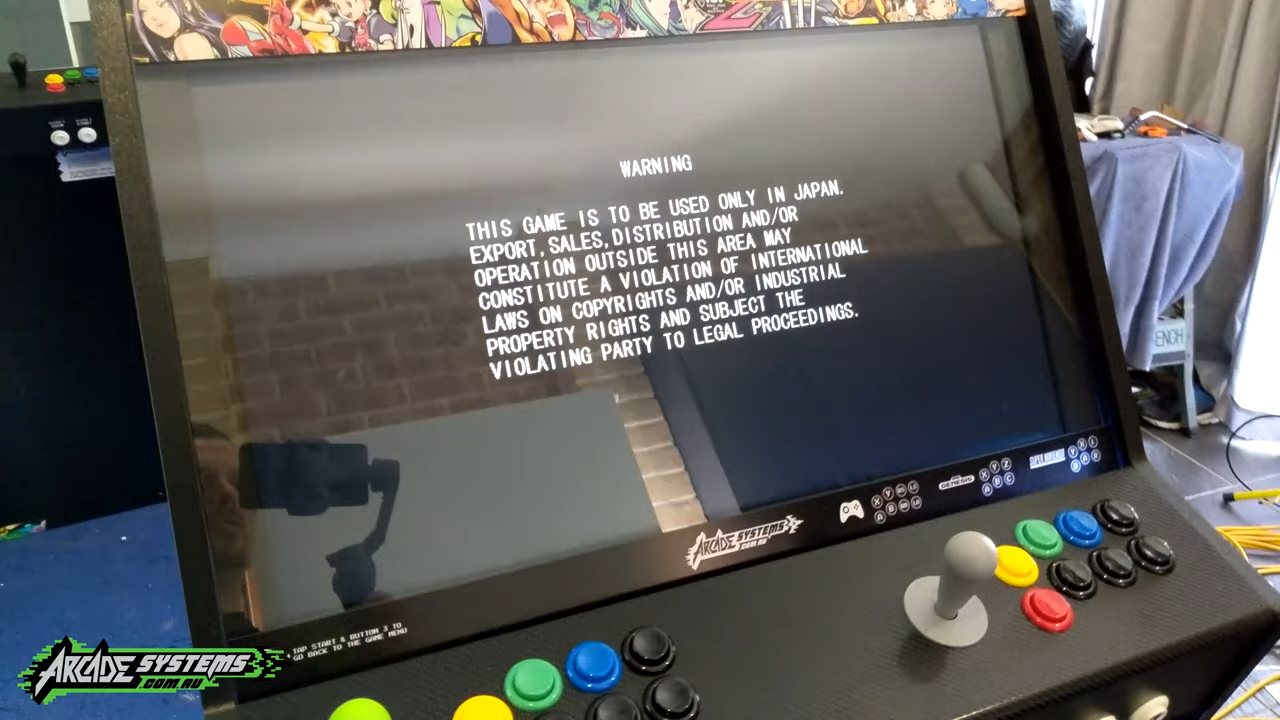 WARNING
THIS GAME IS TO BE USED ONLY IN JAPAN.
EXPORT,SALES,DISTRIBUTION AND/OR
OPERATION OUTSIDE THIS AREA MAY
CONSTITUTE A VIOLATION OF INTERNATIONAL
LAWS ON COPYRIGHTS AND/OR INDUSTRIAL
PROPERTY RIGHTS AND SUBJECT THE
VIOLATING PARTY TO LEGAL PROCEEDINGS.
ENCH
X Y
A B
GENESIS
X Y Z
A B C
SUPER NINTENDO
Y X L
B A R
ARCADE SYSTEMS
.COM.AU
TAP START & BUTTON 3 TO
GO BACK TO THE GAME MENU
ARCADE SYSTEMS
.COM.AU